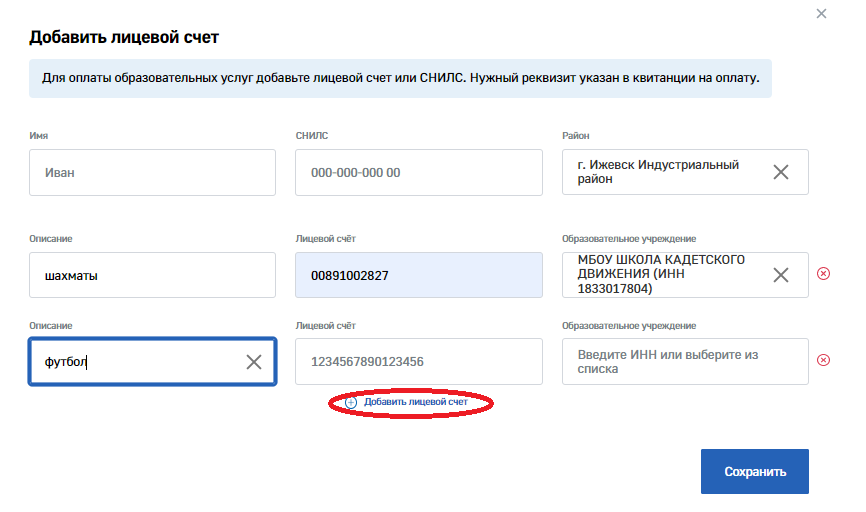 Добавить лицевой счет
Для оплаты образовательных услуг добавьте лицевой счет или СНИЛС. Нужный реквизит указан в квитанции на оплату.
Имя
СНИЛС
Район
Иван
000-000-000 00
г. Ижевск Индустриальный
район
Описание
Лицевой счёт
Образовательное учреждение
шахматы
00891002827
МБОУ ШКОЛА КАДЕТСКОГО
ДВИЖЕНИЯ (ИНН
1833017804)
Описание
Лицевой счёт
Образовательное учреждение
футбол
1234567890123456
Введите ИНН или выберите из
списка
Добавить лицевой счет
Сохранить